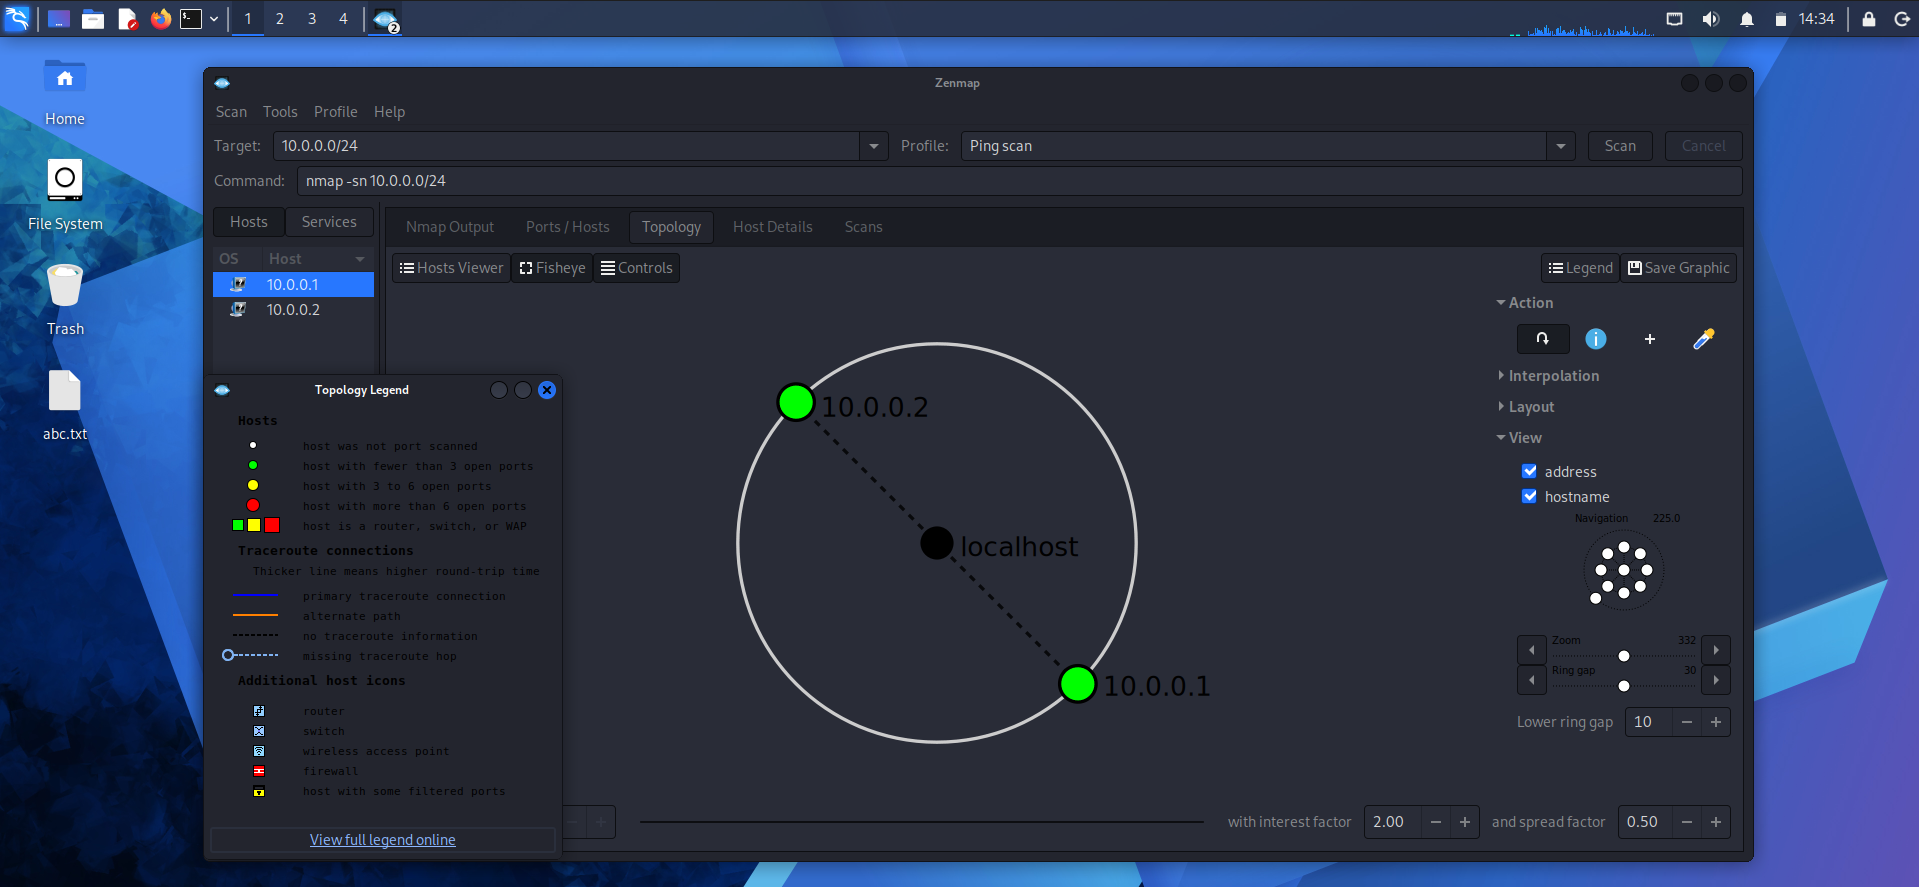 1 2 3 4
2
14:34
Home
File System
Trash
abc.txt
Zenmap
Scan Tools Profile Help
Target: 10.0.0.0/24 Profile: Ping scan Scan Cancel
Command: nmap -sn 10.0.0.0/24
Hosts Services
OS Host
10.0.0.1
10.0.0.2
Nmap Output Ports / Hosts Topology Host Details Scans
Hosts Viewer Fisheye Controls Legend Save Graphic
10.0.0.2
localhost
10.0.0.1
Action
Interpolation
Layout
View
address
hostname
Navigation 225.0
Zoom 332
Ring gap 30
Lower ring gap 10
with interest factor 2.00 and spread factor 0.50
Topology Legend
Hosts
host was not port scanned
host with fewer than 3 open ports
host with 3 to 6 open ports
host with more than 6 open ports
host is a router, switch, or WAP
Traceroute connections
Thicker line means higher round-trip time
primary traceroute connection
alternate path
no traceroute information
missing traceroute hop
Additional host icons
router
switch
wireless access point
firewall
host with some filtered ports
View full legend online